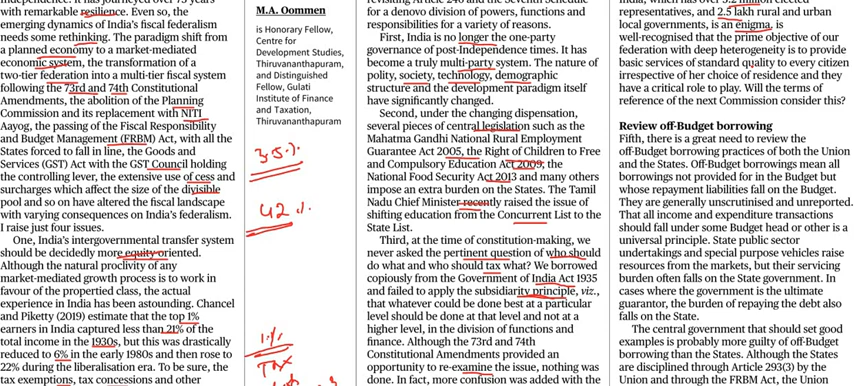 with remarkable resilience. Even so, the
emerging dynamics of India's fiscal federalism
needs some rethinking. The paradigm shift from
a planned economy to a market-mediated
economic system, the transformation of a
two-tier federation into a multi-tier fiscal system
following the 73rd and 74th Constitutional
Amendments, the abolition of the Planning
Commission and its replacement with NITI
Aayog, the passing of the Fiscal Responsibility
and Budget Management (FRBM) Act, with all the
States forced to fall in line, the Goods and
Services (GST) Act with the GST Council holding
the controlling lever, the extensive use of cess and
surcharges which affect the size of the divisible
pool and so on have altered the fiscal landscape
with varying consequences on India's federalism.
I raise just four issues.
One, India's intergovernmental transfer system
should be decidedly more equity oriented.
Although the natural proclivity of any
market-mediated growth process is to work in
favour of the propertied class, the actual
experience in India has been astounding. Chancel
and Piketty (2019) estimate that the top 1%
earners in India captured less than 21% of the
total income in the 1930s, but this was drastically
reduced to 6% in the early 1980s and then rose to
22% during the liberalisation era. To be sure, the
tax exemptions, tax concessions and other
M.A. Oommen
is Honorary Fellow,
Centre for
Development Studies,
Thiruvananthapuram,
and Distinguished
Fellow, Gulati
Institute of Finance
and Taxation,
Thiruvananthapuram
42 %
1%
Tax
for a denovo division of powers, functions and
responsibilities for a variety of reasons.
First, India is no longer the one-party
governance of post-Independence times. It has
become a truly multi-party system. The nature of
polity, society, technology, demographic
structure and the development paradigm itself
have significantly changed.
Second, under the changing dispensation,
several pieces of central legislation such as the
Mahatma Gandhi National Rural Employment
Guarantee Act 2005, the Right of Children to Free
and Compulsory Education Act 2009, the
National Food Security Act 2013 and many others
impose an extra burden on the States. The Tamil
Nadu Chief Minister recently raised the issue of
shifting education from the Concurrent List to the
State List.
Third, at the time of constitution-making, we
never asked the pertinent question of who should
do what and who should tax what? We borrowed
copiously from the Government of India Act 1935
and failed to apply the subsidiarity principle, viz.,
that whatever could be done best at a particular
level should be done at that level and not at a
higher level, in the division of functions and
finance. Although the 73rd and 74th
Constitutional Amendments provided an
opportunity to re-examine the issue, nothing was
done. In fact, more confusion was added with the
representatives, and 2.5 lakh rural and urban
local governments, is an enigma. is
well-recognised that the prime objective of our
federation with deep heterogeneity is to provide
basic services of standard quality to every citizen
irrespective of her choice of residence and they
have a critical role to play. Will the terms of
reference of the next Commission consider this?
Review off-Budget borrowing
Fifth, there is a great need to review the
off-Budget borrowing practices of both the Union
and the States. Off-Budget borrowings mean all
borrowings not provided for in the Budget but
whose repayment liabilities fall on the Budget.
They are generally unscrutinised and unreported.
That all income and expenditure transactions
should fall under some Budget head or other is a
universal principle. State public sector
undertakings and special purpose vehicles raise
resources from the markets, but their servicing
burden often falls on the State government. In
cases where the government is the ultimate
guarantor, the burden of repaying the debt also
falls on the State.
The central government that should set good
examples is probably more guilty of off-Budget
borrowing than the States. Although the States
are disciplined through Article 293(3) by the
Union and through the FRBM Act, the Union